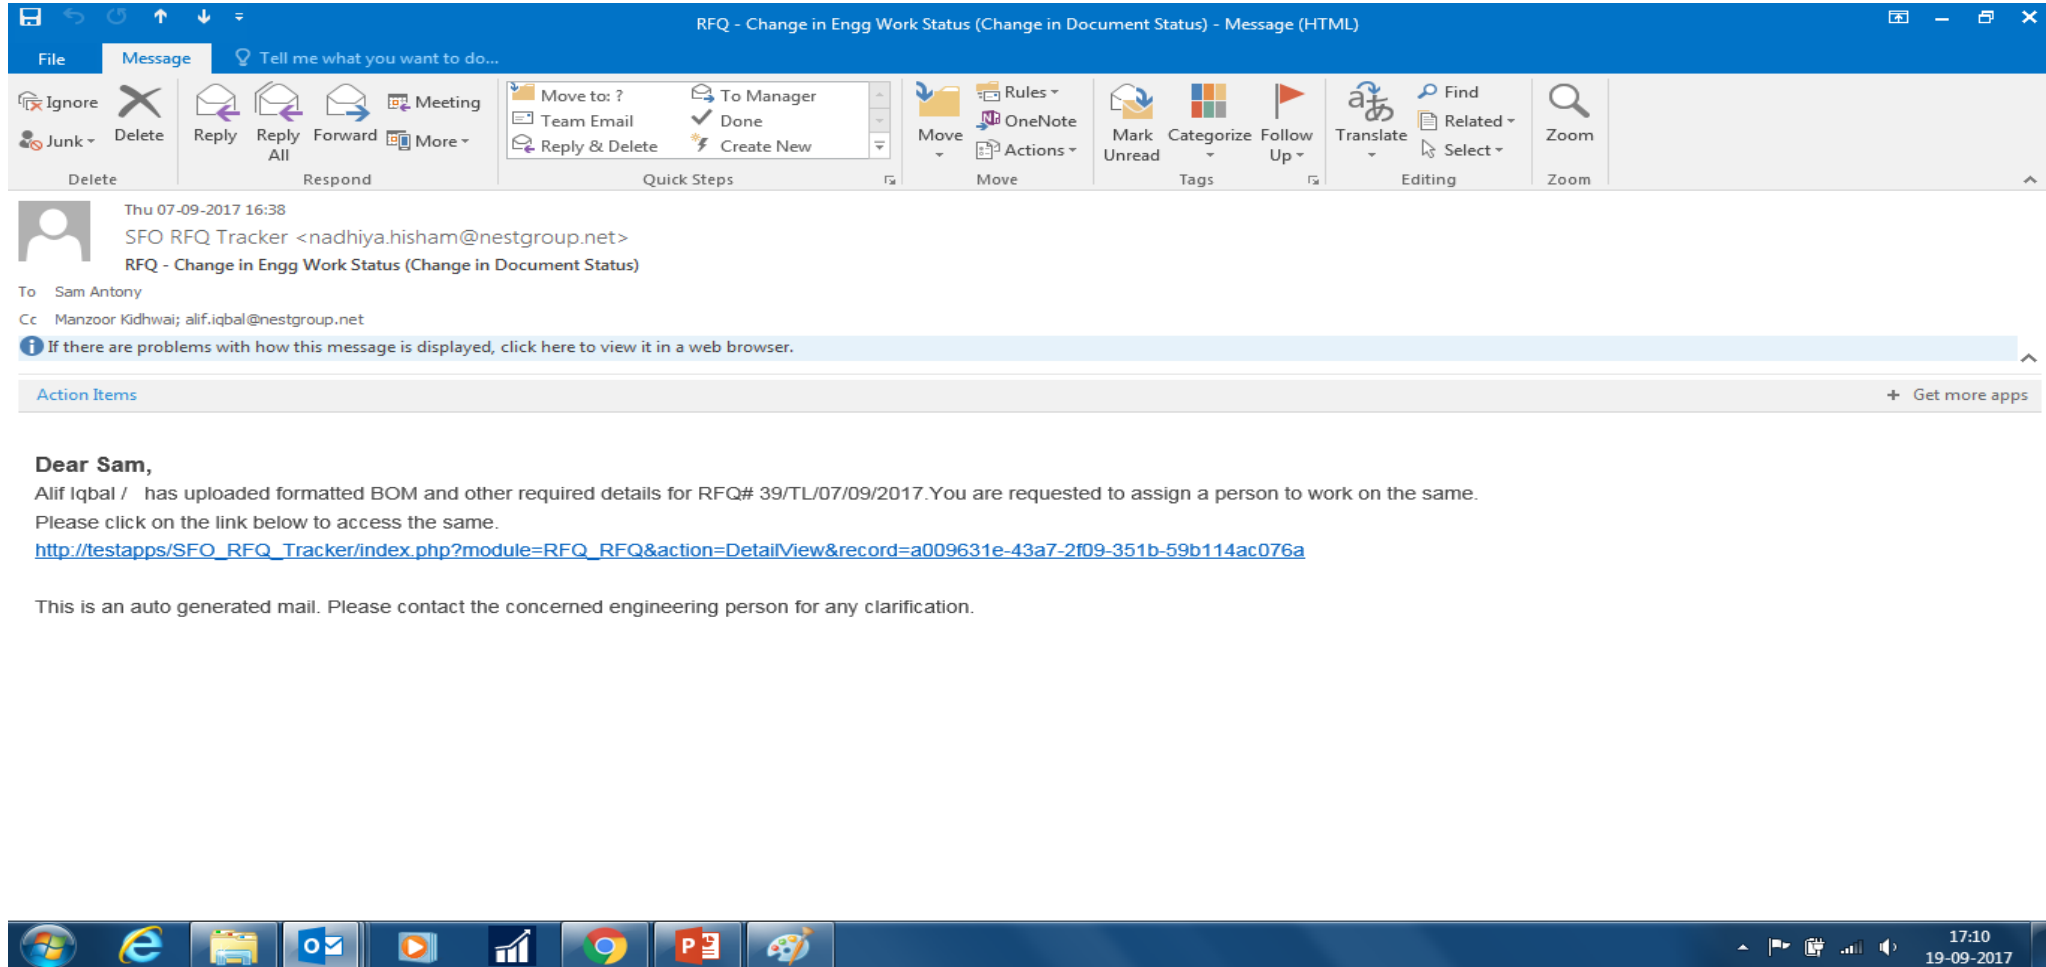 RFQ - Change in Engg Work Status (Change in Document Status) - Message (HTML)
File Message Tell me what you want to do...
Ignore
Junk
Delete
Delete
Reply
Reply All
Forward
Meeting
More
Respond
Move to: ?
Team Email
Reply & Delete
To Manager
Done
Create New
Quick Steps
Move
Rules
OneNote
Actions
Move
Mark Unread
Categorize
Follow Up
Tags
Translate
Find
Related
Select
Editing
Zoom
Zoom
Thu 07-09-2017 16:38
SFO RFQ Tracker <nadhiya.hisham@nestgroup.net>
RFQ - Change in Engg Work Status (Change in Document Status)
To Sam Antony
Cc Manzoor Kidhwai; alif.iqbal@nestgroup.net
If there are problems with how this message is displayed, click here to view it in a web browser.
Action Items + Get more apps
Dear Sam,
Alif Iqbal / has uploaded formatted BOM and other required details for RFQ# 39/TL/07/09/2017.You are requested to assign a person to work on the same.
Please click on the link below to access the same.
http://testapps/SFO_RFQ_Tracker/index.php?module=RFQ_RFQ&action=DetailView&record=a009631e-43a7-2f09-351b-59b114ac076a
This is an auto generated mail. Please contact the concerned engineering person for any clarification.
17:10
19-09-2017